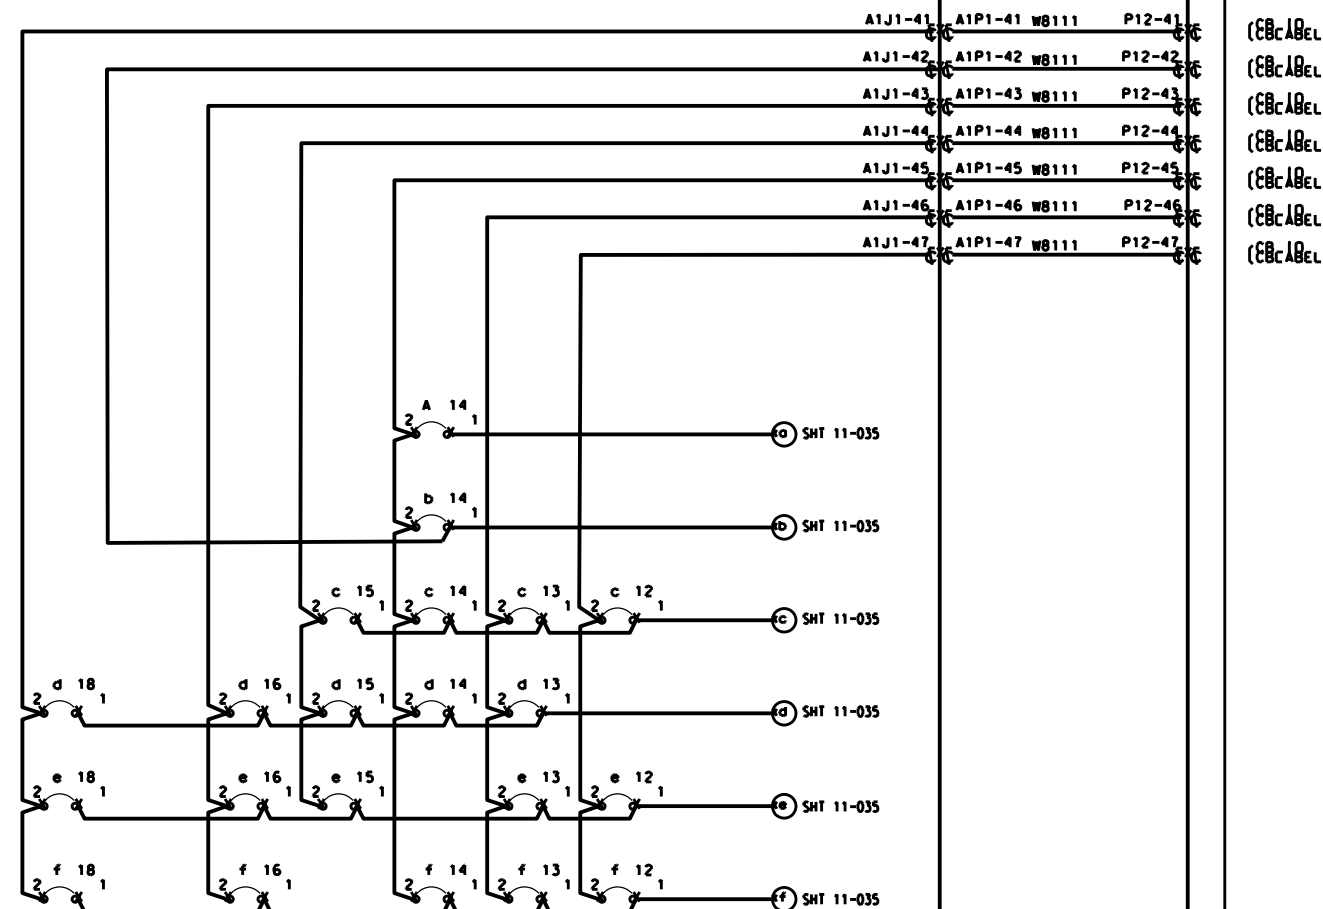 A1J1-41 A1P1-41 W8111 P12-41
A1J1-42 A1P1-42 W8111 P12-42
A1J1-43 A1P1-43 W8111 P12-43
A1J1-44 A1P1-44 W8111 P12-44
A1J1-45 A1P1-45 W8111 P12-45
A1J1-46 A1P1-46 W8111 P12-46
A1J1-47 A1P1-47 W8111 P12-47
A 14
2 1
a SHT 11-035
b 14
2 1
b SHT 11-035
c 15 c 14 c 13 c 12
2 1 2 1 2 1 2 1
c SHT 11-035
d 18 d 16 d 15 d 14 d 13
2 1 2 1 2 1 2 1 2 1
d SHT 11-035
e 18 e 16 e 15 e 13 e 12
2 1 2 1 2 1 2 1 2 1
e SHT 11-035
f 18 f 16 f 14 f 13 f 12
2 1 2 1 2 1 2 1 2 1
f SHT 11-035